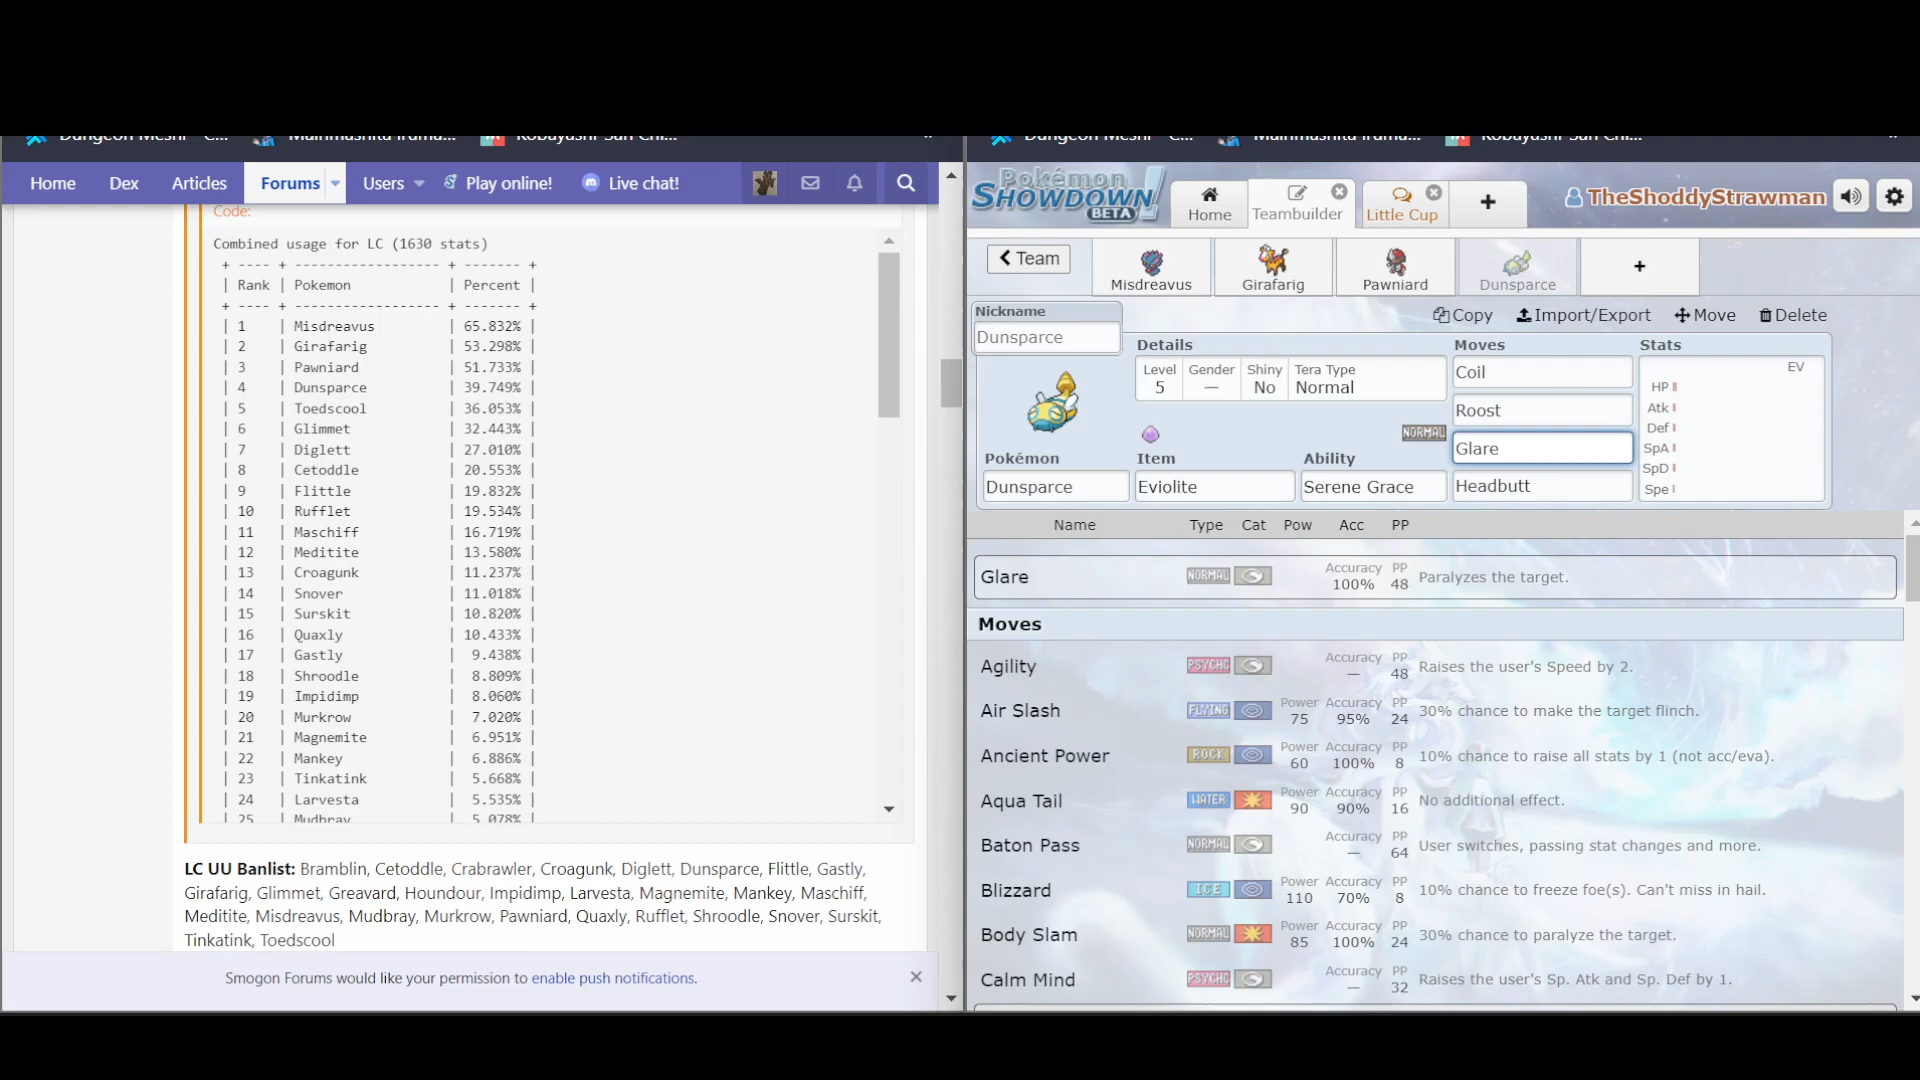 Dungeon Meshi - C... Mairimashita Iruma... Kobayashi-San Chi... »
Home Dex Articles Forums Users Play online! Live chat!
Code:
Combined usage for LC (1630 stats)
+ ---- + ------------------ + ------- +
| Rank | Pokemon | Percent |
+ ---- + ------------------ + ------- +
| 1 | Misdreavus | 65.832% |
| 2 | Girafarig | 53.298% |
| 3 | Pawniard | 51.733% |
| 4 | Dunsparce | 39.749% |
| 5 | Toedscool | 36.053% |
| 6 | Glimmet | 32.443% |
| 7 | Diglett | 27.010% |
| 8 | Cetoddle | 20.553% |
| 9 | Flittle | 19.832% |
| 10 | Rufflet | 19.534% |
| 11 | Maschiff | 16.719% |
| 12 | Meditite | 13.580% |
| 13 | Croagunk | 11.237% |
| 14 | Snover | 11.018% |
| 15 | Surskit | 10.820% |
| 16 | Quaxly | 10.433% |
| 17 | Gastly | 9.438% |
| 18 | Shroodle | 8.809% |
| 19 | Impidimp | 8.060% |
| 20 | Murkrow | 7.020% |
| 21 | Magnemite | 6.951% |
| 22 | Mankey | 6.886% |
| 23 | Tinkatink | 5.668% |
| 24 | Larvesta | 5.535% |
| 25 | Mudbray | 5.078% |
LC UU Banlist: Bramblin, Cetoddle, Crabrawler, Croagunk, Diglett, Dunsparce, Flittle, Gastly,
Girafarig, Glimmet, Greavard, Houndour, Impidimp, Larvesta, Magnemite, Mankey, Maschiff,
Meditite, Misdreavus, Mudbray, Murkrow, Pawniard, Quaxly, Rufflet, Shroodle, Snover, Surskit,
Tinkatink, Toedscool
Smogon Forums would like your permission to enable push notifications.
Dungeon Meshi - C... Mairimashita Iruma... Kobayashi-San Chi... »
Pokémon
SHOWDOWN!
BETA
Home Teambuilder Little Cup + TheShoddyStrawman
< Team Misdreavus Girafarig Pawniard Dunsparce +
Copy Import/Export Move Delete
Nickname
Dunsparce
Details
Level Gender Shiny Tera Type
5 — No Normal
NORMAL
Pokémon Item Ability
Dunsparce Eviolite Serene Grace
Moves
Coil
Roost
Glare
Headbutt
Stats
EV
HP
Atk
Def
SpA
SpD
Spe
Name Type Cat Pow Acc PP
Glare NORMAL Accuracy 100% PP 48 Paralyzes the target.
Moves
Agility PSYCHC Accuracy — PP 48 Raises the user's Speed by 2.
Air Slash FLYING Power 75 Accuracy 95% PP 24 30% chance to make the target flinch.
Ancient Power ROCK Power 60 Accuracy 100% PP 8 10% chance to raise all stats by 1 (not acc/eva).
Aqua Tail WATER Power 90 Accuracy 90% PP 16 No additional effect.
Baton Pass NORMAL Accuracy — PP 64 User switches, passing stat changes and more.
Blizzard ICE Power 110 Accuracy 70% PP 8 10% chance to freeze foe(s). Can't miss in hail.
Body Slam NORMAL Power 85 Accuracy 100% PP 24 30% chance to paralyze the target.
Calm Mind PSYCHC Accuracy — PP 32 Raises the user's Sp. Atk and Sp. Def by 1.